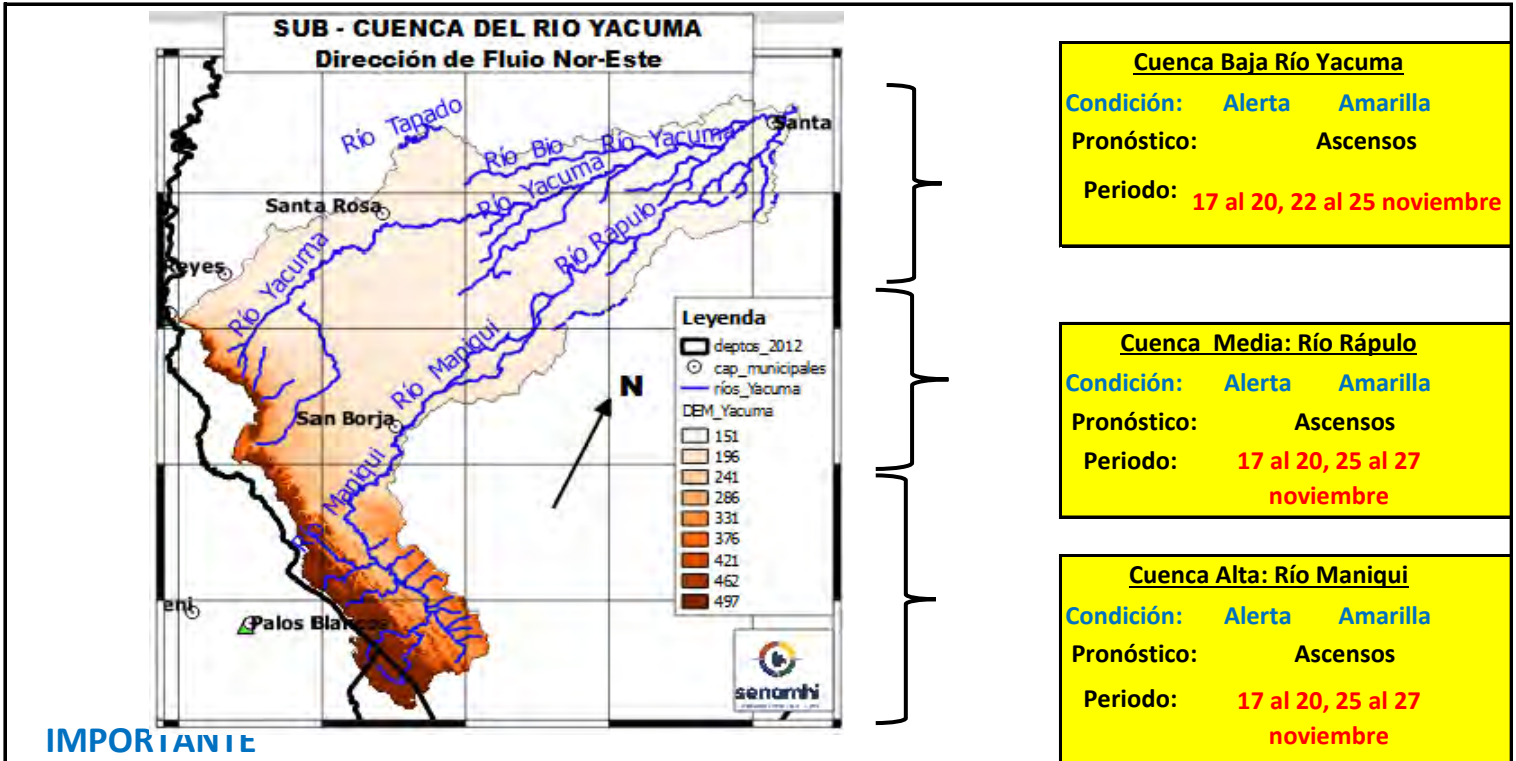 SUB - CUENCA DEL RIO YACUMA
Dirección de Fluio Nor-Este
Río Tapado
Río Bio
Río Yacuma
Santa
Río Yacuma
Santa Rosa
Río Rápulo
Reyes
Río Yacuma
Río Maniqui
San Borja
Río Maniqui
eni
Palos Blancos
N
Leyenda
deptos_2012
cap_municipales
ríos_Yacuma
DEM_Yacuma
151
196
241
286
331
376
421
462
497
senamhi
Cuenca Baja Río Yacuma
Condición: Alerta Amarilla
Pronóstico: Ascensos
Periodo: 17 al 20, 22 al 25 noviembre
Cuenca Media: Río Rápulo
Condición: Alerta Amarilla
Pronóstico: Ascensos
Periodo: 17 al 20, 25 al 27
noviembre
Cuenca Alta: Río Maniqui
Condición: Alerta Amarilla
Pronóstico: Ascensos
Periodo: 17 al 20, 25 al 27
noviembre
IMPORTANTE